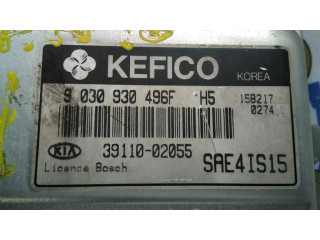 KEFICO KOREA
9 030 930 496F H5 158217
0274
KIA 39110-02055 SAE4IS15
Licence Bosch